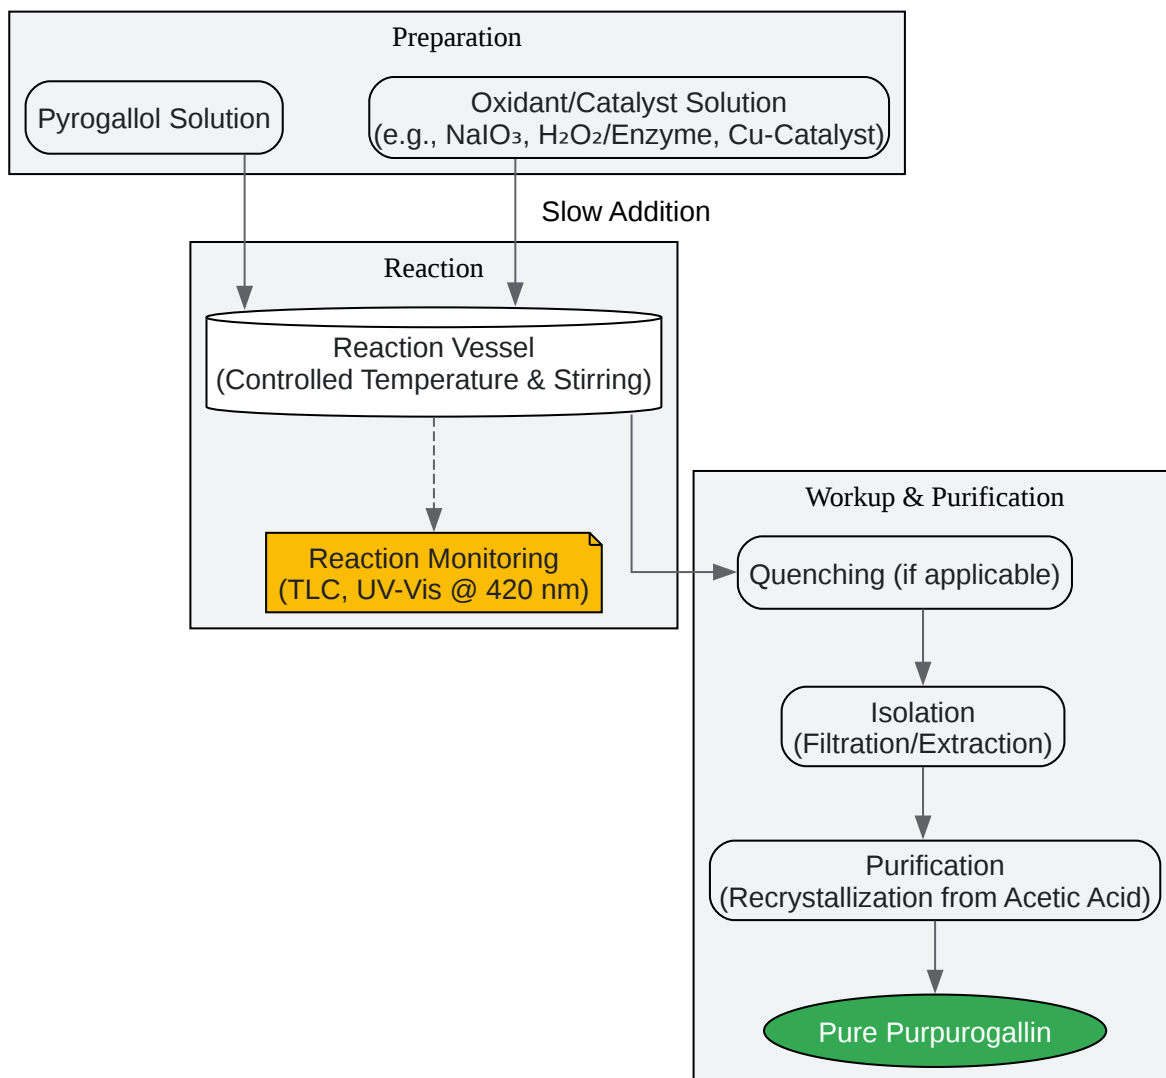 Preparation
Pyrogallol Solution
Oxidant/Catalyst Solution
(e.g., NaIO₃, H₂O₂/Enzyme, Cu-Catalyst)
Slow Addition
Reaction
Reaction Vessel
(Controlled Temperature & Stirring)
Reaction Monitoring
(TLC, UV-Vis @ 420 nm)
Workup & Purification
Quenching (if applicable)
Isolation
(Filtration/Extraction)
Purification
(Recrystallization from Acetic Acid)
Pure Purpurogallin